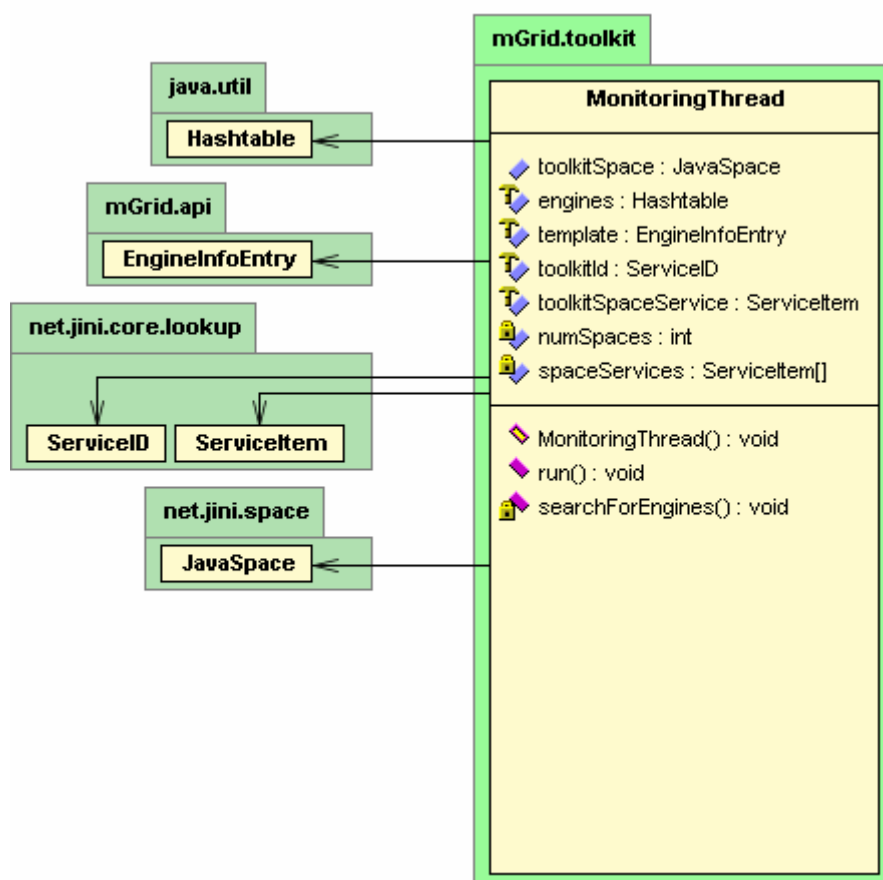 mGrid.toolkit
java.util
Hashtable
mGrid.api
EngineInfoEntry
net.jini.core.lookup
ServiceID
ServiceItem
net.jini.space
JavaSpace
MonitoringThread
toolkitSpace : JavaSpace
engines : Hashtable
template : EngineInfoEntry
toolkitId : ServiceID
toolkitSpaceService : ServiceItem
numSpaces : int
spaceServices : ServiceItem[]
MonitoringThread() : void
run() : void
searchForEngines() : void